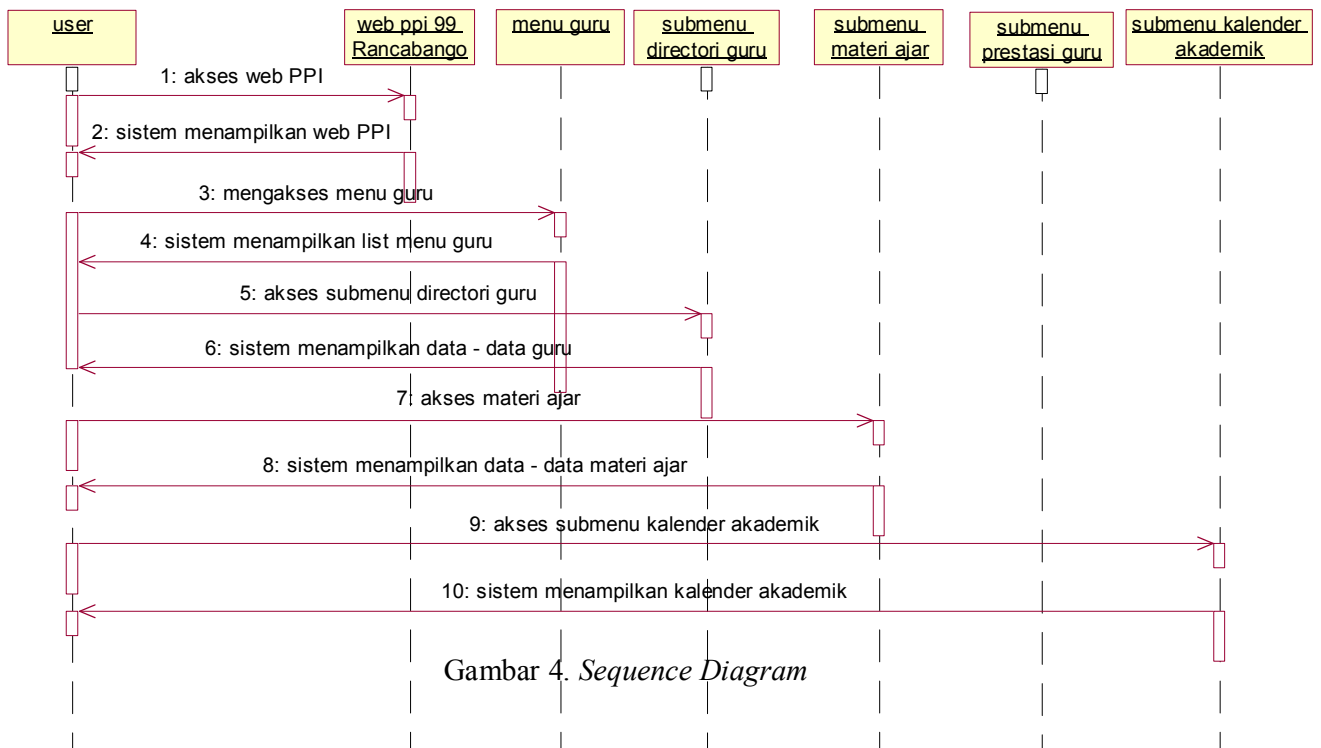 user
web ppi 99
Rancabango
menu guru
submenu
directori guru
submenu
materi ajar
submenu
prestasi guru
submenu kalender
akademik
1: akses web PPI
2: sistem menampilkan web PPI
3: mengakses menu guru
4: sistem menampilkan list menu guru
5: akses submenu directori guru
6: sistem menampilkan data - data guru
7: akses materi ajar
8: sistem menampilkan data - data materi ajar
9: akses submenu kalender akademik
10: sistem menampilkan kalender akademik
Gambar 4. Sequence Diagram